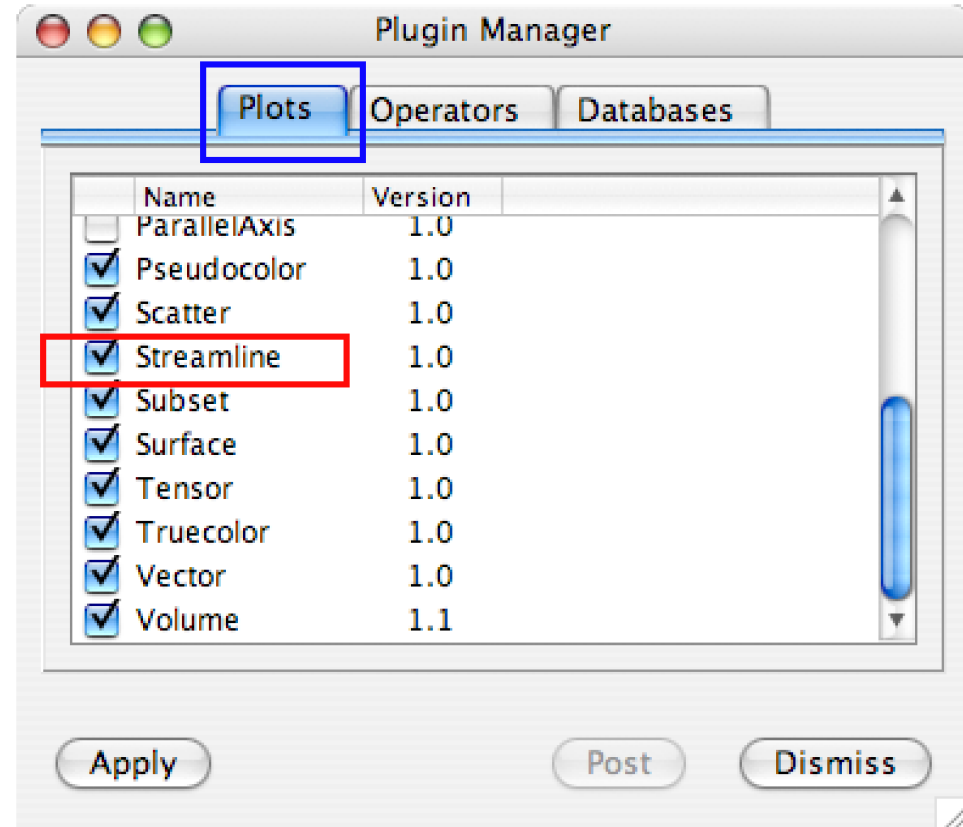 Plugin Manager
Plots Operators Databases
Name Version
ParallelAxis 1.0
Pseudocolor 1.0
Scatter 1.0
Streamline 1.0
Subset 1.0
Surface 1.0
Tensor 1.0
Truecolor 1.0
Vector 1.0
Volume 1.1
Apply Post Dismiss